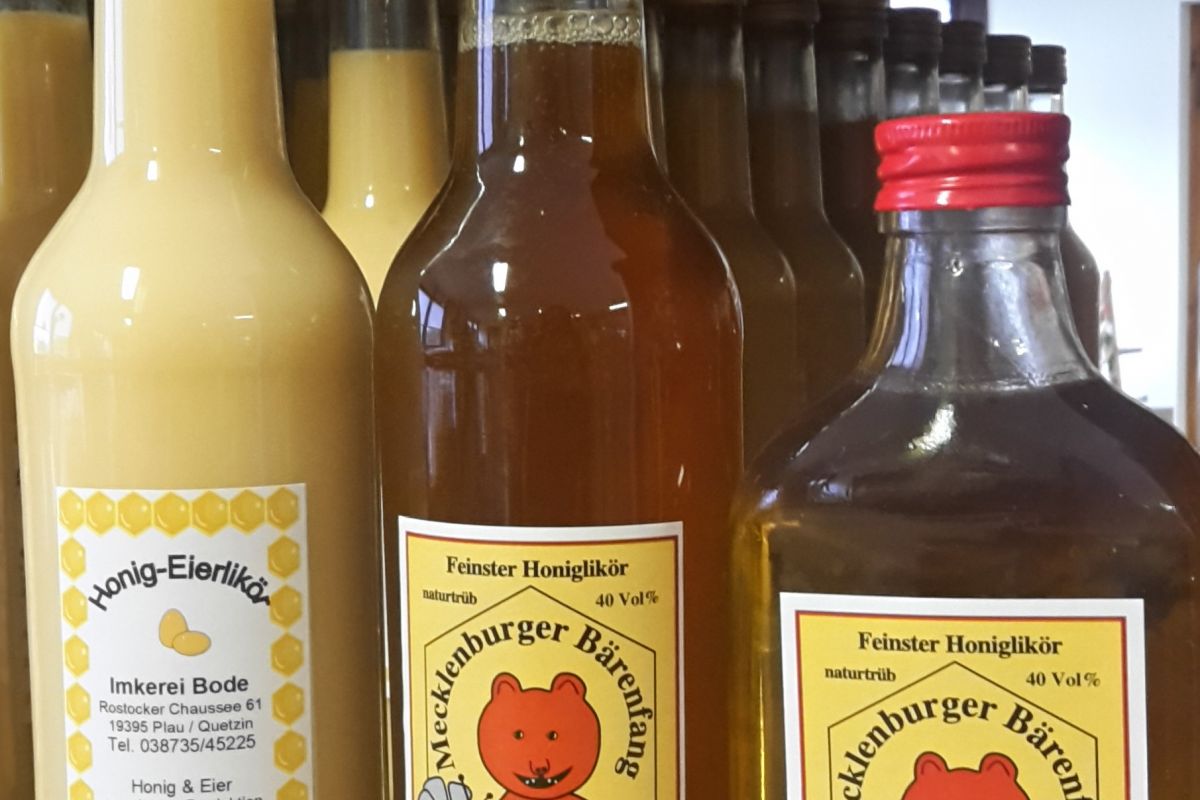 Honig-Eierlikör
Imkerei Bode
Rostocker Chaussee 61
19395 Plau / Quetzin
Tel. 038735/45225
Honig & Eier
Feinster Honiglikör
naturtrüb 40 Vol%
Mecklenburger Bärenfang
Feinster Honiglikör
naturtrüb 40 Vol%
cklenburger Bärenf